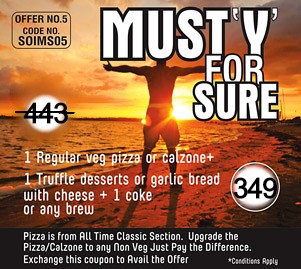 OFFER NO.5
CODE NO.
SOIMS05
MUST'Y'
FOR
SURE
443
1 Regular veg pizza or calzone+
1 Truffle desserts or garlic bread
with cheese + 1 coke
or any brew
349
Pizza is from All Time Classic Section. Upgrade the
Pizza/Calzone to any Non Veg Just Pay the Difference.
Exchange this coupon to Avail the Offer
*Conditions Apply